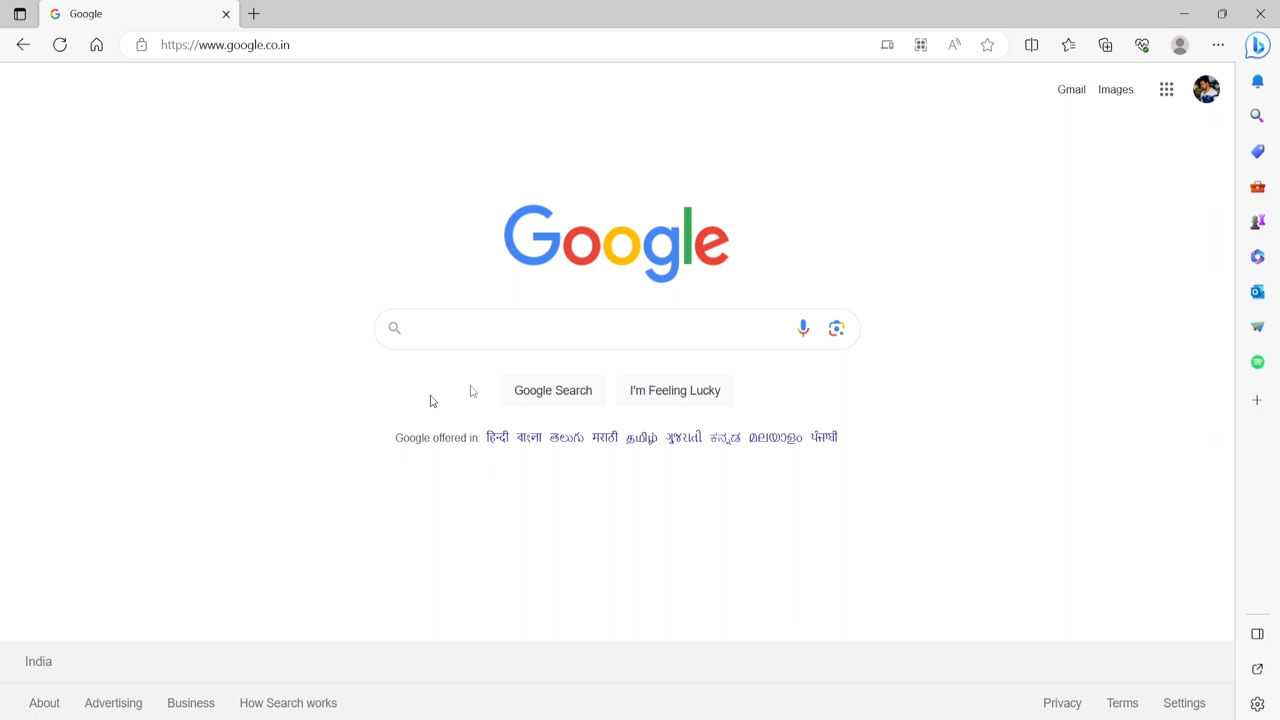 Google
https://www.google.co.in
Gmail Images
Google
Google Search I'm Feeling Lucky
Google offered in: हिन्दी বাংলা తెలుగు मराठी தமிழ் ગુજરાતી ಕನ್ನಡ മലയാളം ਪੰਜਾਬੀ
India
About Advertising Business How Search works Privacy Terms Settings